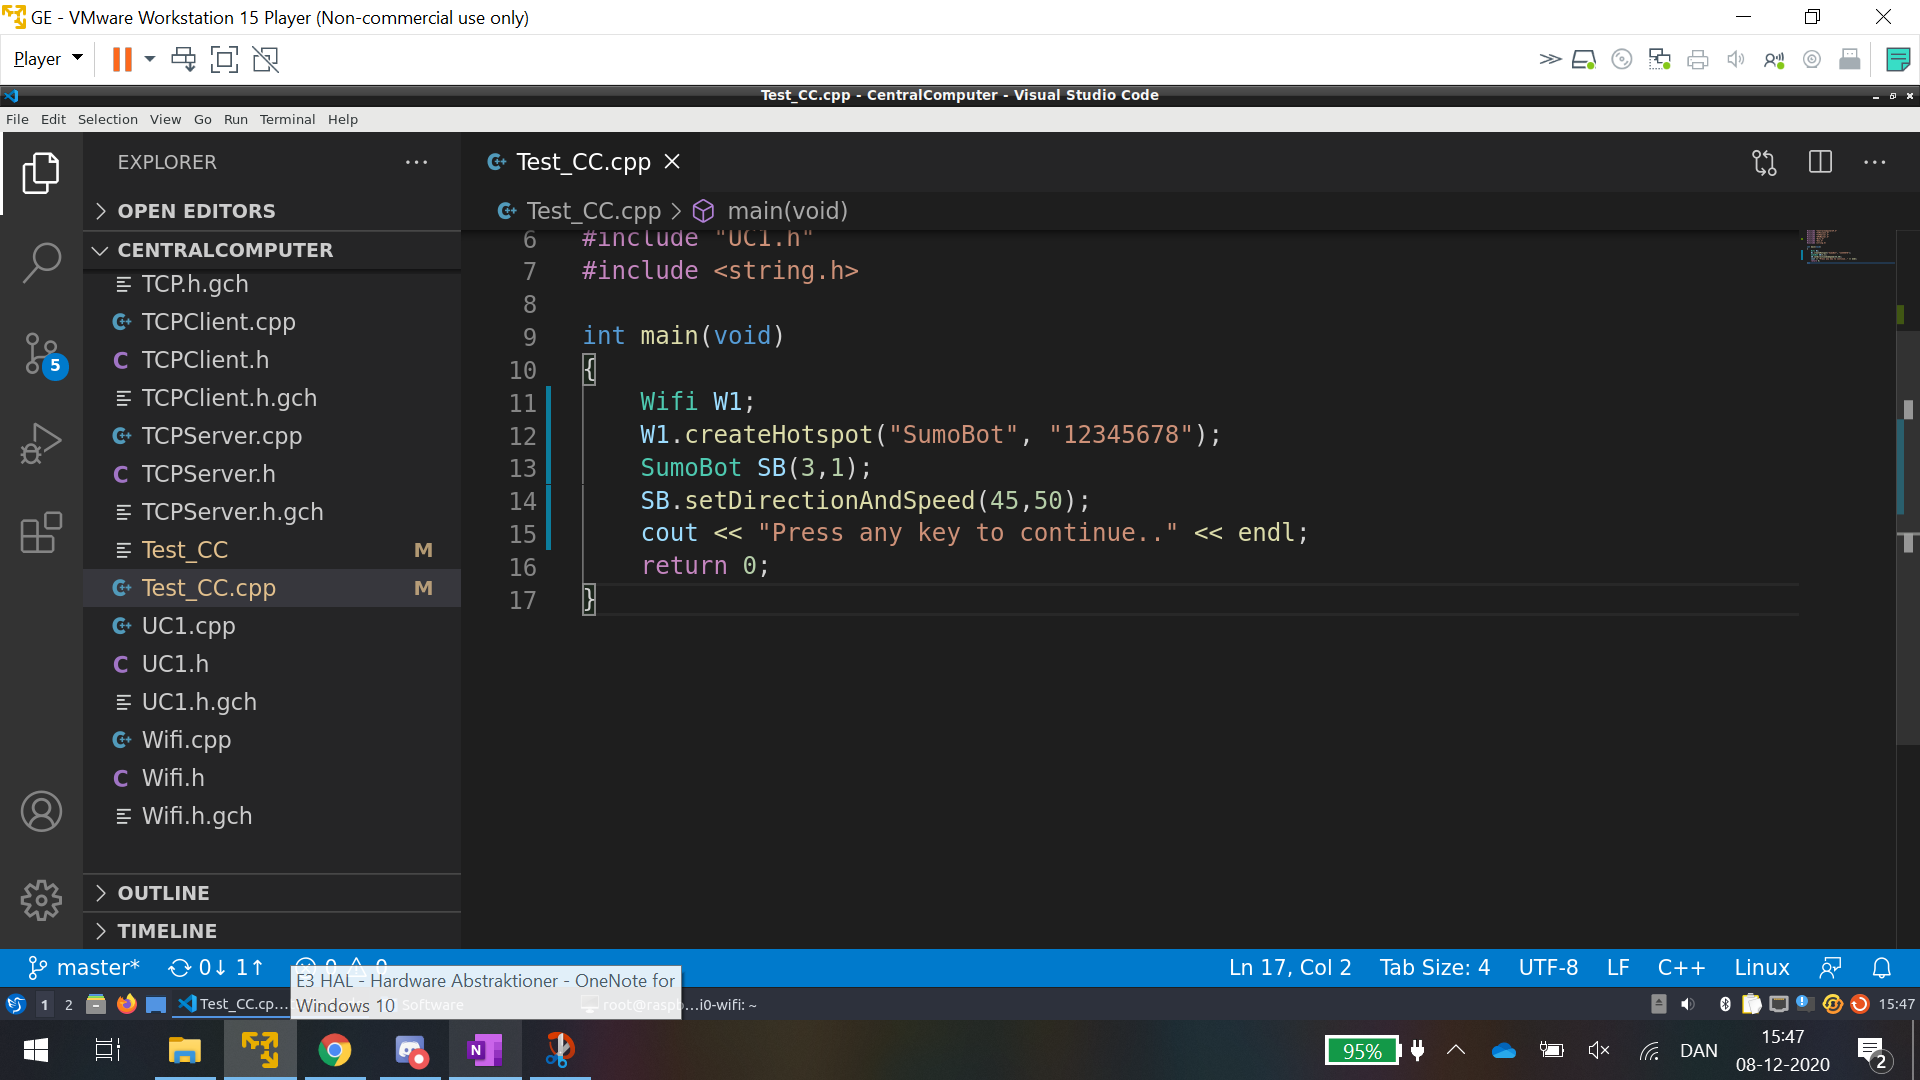 GE - VMware Workstation 15 Player (Non-commercial use only)
Player
Test_CC.cpp - CentralComputer - Visual Studio Code
File Edit Selection View Go Run Terminal Help
EXPLORER
Test_CC.cpp
OPEN EDITORS
Test_CC.cpp > main(void)
CENTRALCOMPUTER
TCP.h.gch
TCPClient.cpp
TCPClient.h
TCPClient.h.gch
TCPServer.cpp
TCPServer.h
TCPServer.h.gch
Test_CC M
Test_CC.cpp M
UC1.cpp
UC1.h
UC1.h.gch
Wifi.cpp
Wifi.h
Wifi.h.gch
OUTLINE
TIMELINE
5
6 #include "UC1.h"
7 #include <string.h>
8
9 int main(void)
10 {
11 Wifi W1;
12 W1.createHotspot("SumoBot", "12345678");
13 SumoBot SB(3,1);
14 SB.setDirectionAndSpeed(45,50);
15 cout << "Press any key to continue.." << endl;
16 return 0;
17 }
master* 0↓ 1↑ 0 0
Ln 17, Col 2 Tab Size: 4 UTF-8 LF C++ Linux
E3 HAL - Hardware Abstraktioner - OneNote for
Windows 10
1 2 Test_CC.cp... Software root@raspb...i0-wifi: ~ 15:47
95% DAN 15:47
08-12-2020 2